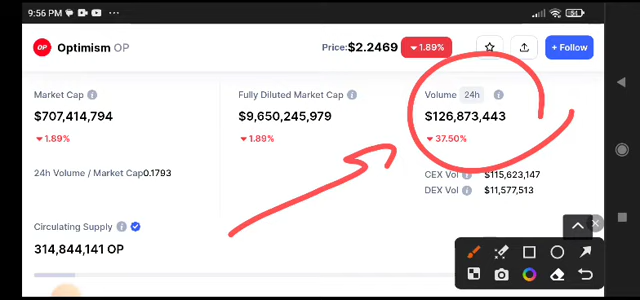 9:56 PM
54
OP Optimism OP
Price:$2.2469 1.89%
+ Follow
Market Cap
$707,414,794
1.89%
24h Volume / Market Cap0.1793
Fully Diluted Market Cap
$9,650,245,979
1.89%
Volume 24h
$126,873,443
37.50%
CEX Vol $115,623,147
DEX Vol $11,577,513
Circulating Supply
314,844,141 OP